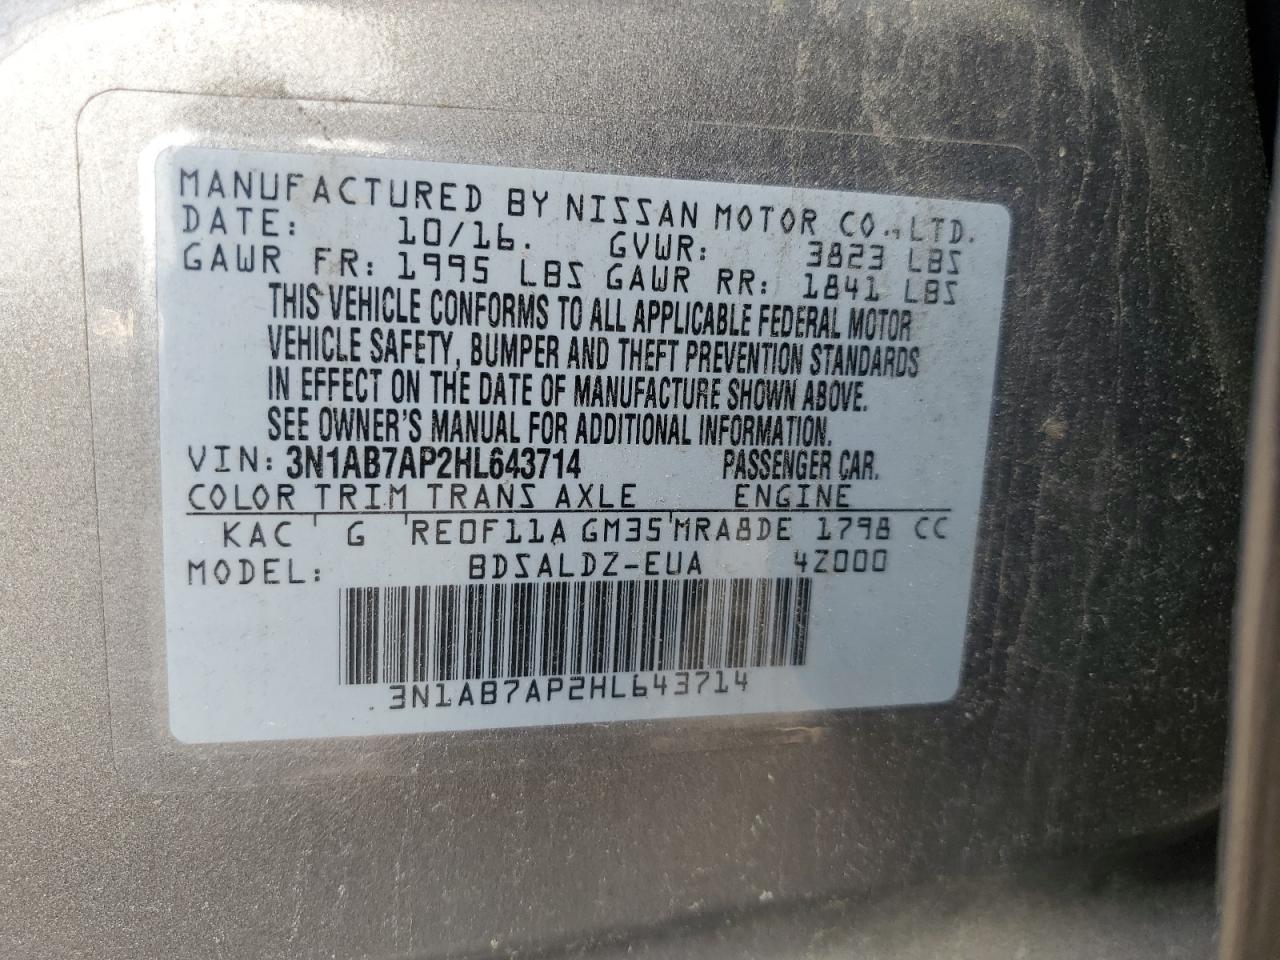 MANUFACTURED BY NISSAN MOTOR CO., LTD.
DATE: 10/16. GVWR: 3823 LBS
GAWR FR: 1995 LBS GAWR RR: 1841 LBS
THIS VEHICLE CONFORMS TO ALL APPLICABLE FEDERAL MOTOR
VEHICLE SAFETY, BUMPER AND THEFT PREVENTION STANDARDS
IN EFFECT ON THE DATE OF MANUFACTURE SHOWN ABOVE.
SEE OWNER'S MANUAL FOR ADDITIONAL INFORMATION.
VIN: 3N1AB7AP2HL643714 PASSENGER CAR.
COLOR TRIM TRANS AXLE ENGINE
KAC G RE0F11A GM35 MRA8DE 1798 CC
MODEL: BDSALDZ-EUA 4Z000
3N1AB7AP2HL643714